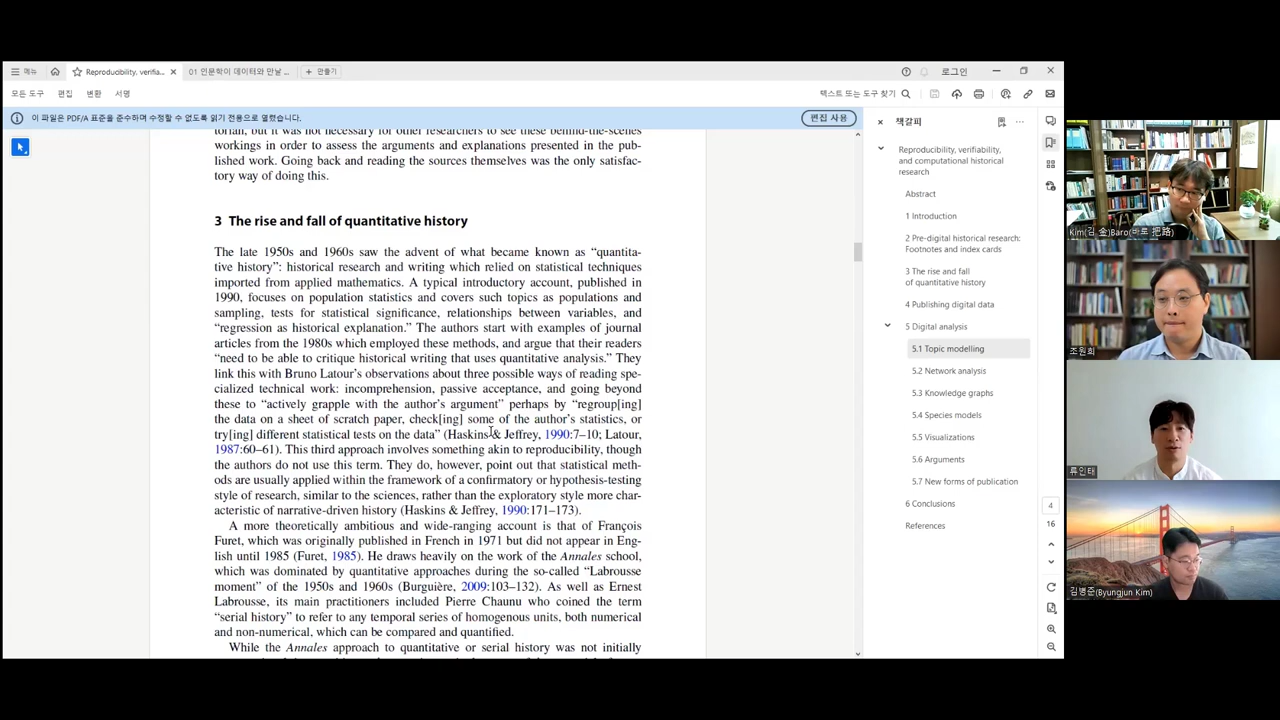 메뉴
Reproducibility, verifia...
01 인문학이 데이터와 만날 ...
+ 만들기
로그인
모든 도구 편집 변환 서명
텍스트 또는 도구 찾기
이 파일은 PDF/A 표준을 준수하며 수정할 수 없도록 읽기 전용으로 열렸습니다.
편집 사용
torian, but it was not necessary for other researchers to see these behind-the-scenes
workings in order to assess the arguments and explanations presented in the pub-
lished work. Going back and reading the sources themselves was the only satisfac-
tory way of doing this.
3 The rise and fall of quantitative history
The late 1950s and 1960s saw the advent of what became known as “quantita-
tive history”: historical research and writing which relied on statistical techniques
imported from applied mathematics. A typical introductory account, published in
1990, focuses on population statistics and covers such topics as populations and
sampling, tests for statistical significance, relationships between variables, and
“regression as historical explanation.” The authors start with examples of journal
articles from the 1980s which employed these methods, and argue that their readers
“need to be able to critique historical writing that uses quantitative analysis.” They
link this with Bruno Latour’s observations about three possible ways of reading spe-
cialized technical work: incomprehension, passive acceptance, and going beyond
these to “actively grapple with the author’s argument” perhaps by “regroup[ing]
the data on a sheet of scratch paper, check[ing] some of the author’s statistics, or
try[ing] different statistical tests on the data” (Haskins & Jeffrey, 1990:7–10; Latour,
1987:60–61). This third approach involves something akin to reproducibility, though
the authors do not use this term. They do, however, point out that statistical meth-
ods are usually applied within the framework of a confirmatory or hypothesis-testing
style of research, similar to the sciences, rather than the exploratory style more char-
acteristic of narrative-driven history (Haskins & Jeffrey, 1990:171–173).
A more theoretically ambitious and wide-ranging account is that of François
Furet, which was originally published in French in 1971 but did not appear in Eng-
lish until 1985 (Furet, 1985). He draws heavily on the work of the Annales school,
which was dominated by quantitative approaches during the so-called “Labrousse
moment” of the 1950s and 1960s (Burguière, 2009:103–132). As well as Ernest
Labrousse, its main practitioners included Pierre Chaunu who coined the term
“serial history” to refer to any temporal series of homogenous units, both numerical
and non-numerical, which can be compared and quantified.
While the Annales approach to quantitative or serial history was not initially
책갈피
Reproducibility, verifiability,
and computational historical
research
Abstract
1 Introduction
2 Pre-digital historical research:
Footnotes and index cards
3 The rise and fall
of quantitative history
4 Publishing digital data
5 Digital analysis
5.1 Topic modelling
5.2 Network analysis
5.3 Knowledge graphs
5.4 Species models
5.5 Visualizations
5.6 Arguments
5.7 New forms of publication
6 Conclusions
References
4
16
Kim(김 金)Baro(바로 把路)
조원희
류인태
김병준(Byungjun Kim)